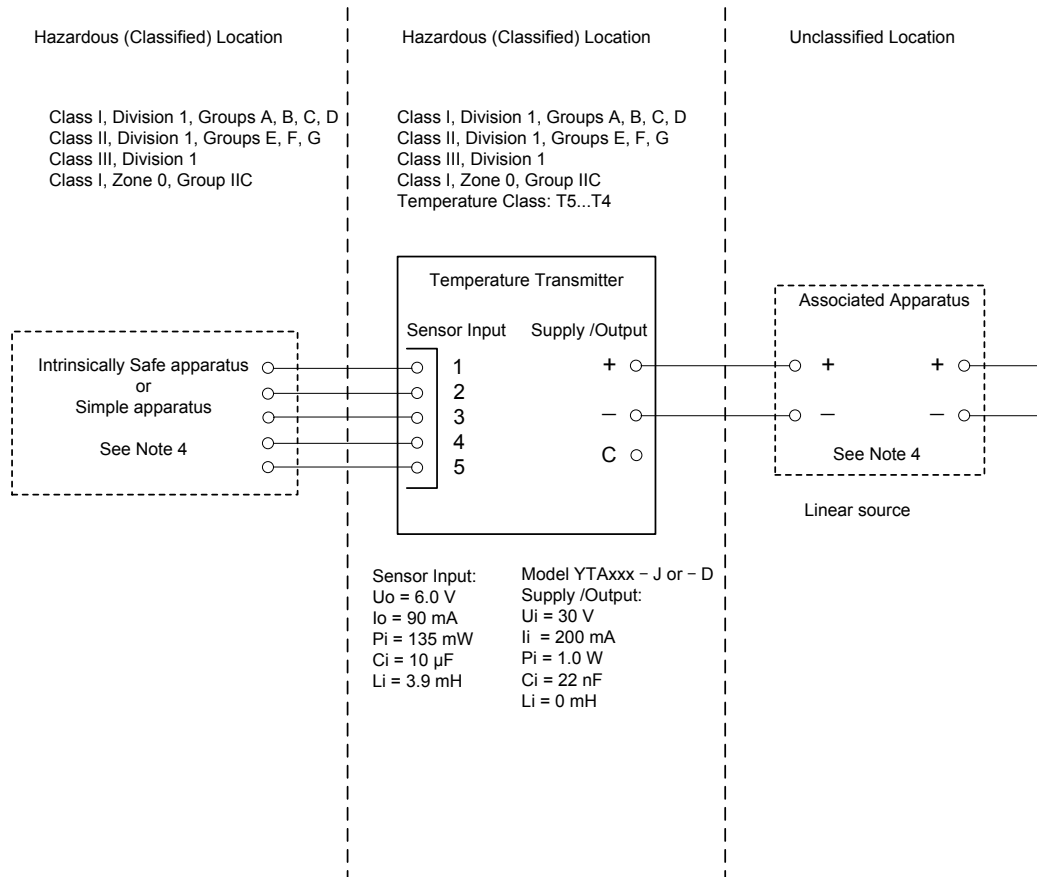 Hazardous (Classified) Location
Class I, Division 1, Groups A, B, C, D
Class II, Division 1, Groups E, F, G
Class III, Division 1
Class I, Zone 0, Group IIC
Intrinsically Safe apparatus
or
Simple apparatus
See Note 4
Hazardous (Classified) Location
Class I, Division 1, Groups A, B, C, D
Class II, Division 1, Groups E, F, G
Class III, Division 1
Class I, Zone 0, Group IIC
Temperature Class: T5...T4
Temperature Transmitter
Sensor Input
1
2
3
4
5
Supply /Output
+
−
C
Sensor Input:
Uo = 6.0 V
Io = 90 mA
Pi = 135 mW
Ci = 10 µF
Li = 3.9 mH
Model YTAxxx − J or − D
Supply /Output:
Ui = 30 V
Ii = 200 mA
Pi = 1.0 W
Ci = 22 nF
Li = 0 mH
Unclassified Location
Associated Apparatus
+ +
− −
See Note 4
Linear source